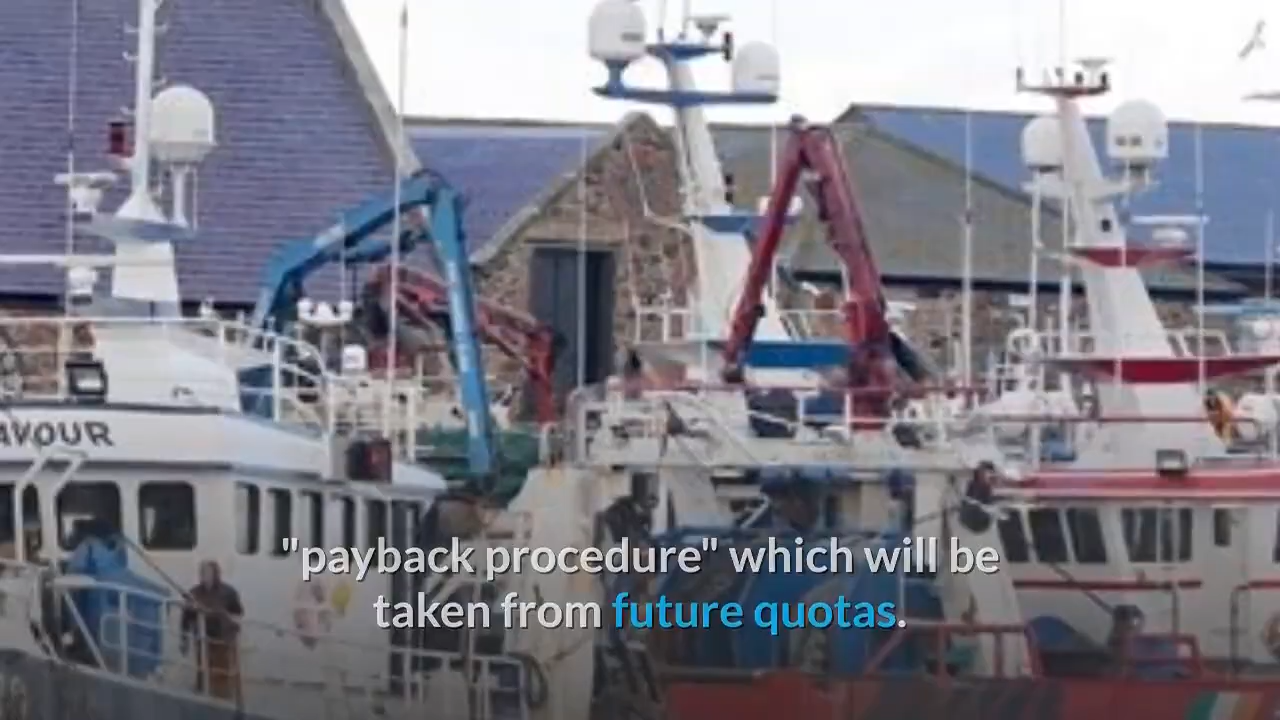 AVOUR
"payback procedure" which will be
taken from future quotas.